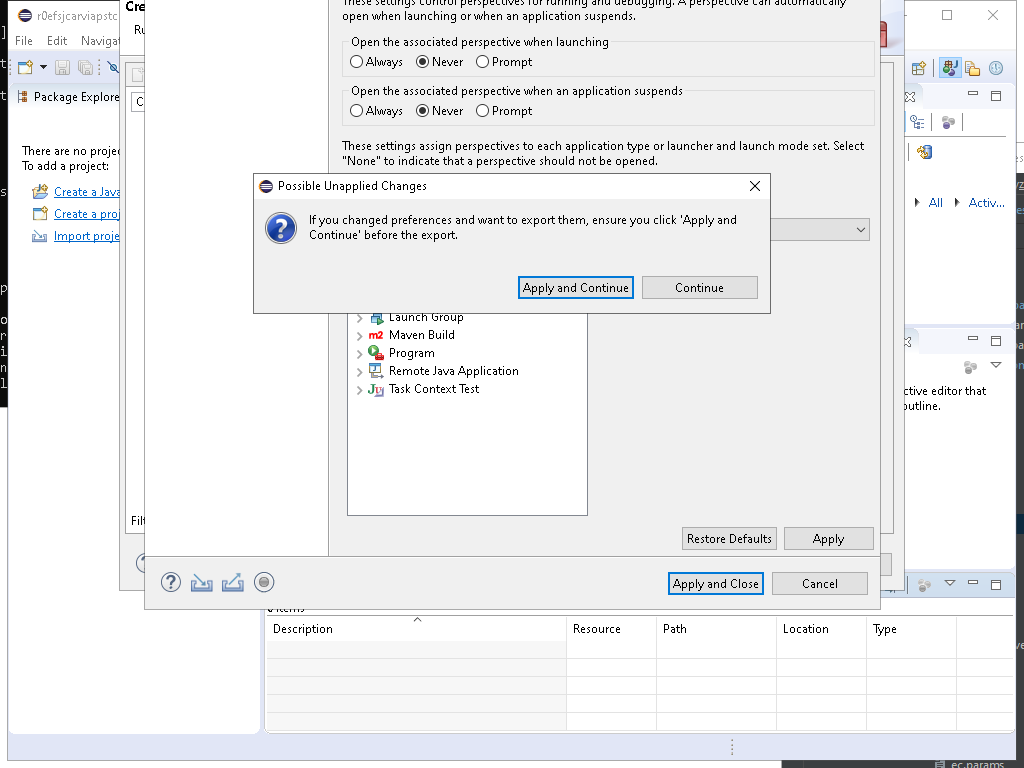 r0efsjcarviapstc
File Edit Navigat
Package Explore
There are no projec
To add a project:
Create a Java
Create a proj
Import proje
Cre
Ru
Filt
These settings control perspectives for running and debugging. A perspective can automatically
open when launching or when an application suspends.
Open the associated perspective when launching
Always Never Prompt
Open the associated perspective when an application suspends
Always Never Prompt
These settings assign perspectives to each application type or launcher and launch mode set. Select
"None" to indicate that a perspective should not be opened.
Possible Unapplied Changes
If you changed preferences and want to export them, ensure you click 'Apply and
Continue' before the export.
Apply and Continue Continue
Launch Group
m2 Maven Build
Program
Remote Java Application
Task Context Test
Restore Defaults Apply
Apply and Close Cancel
All Activ...
ctive editor that
outline.
0 items
Description Resource Path Location Type
ec.params